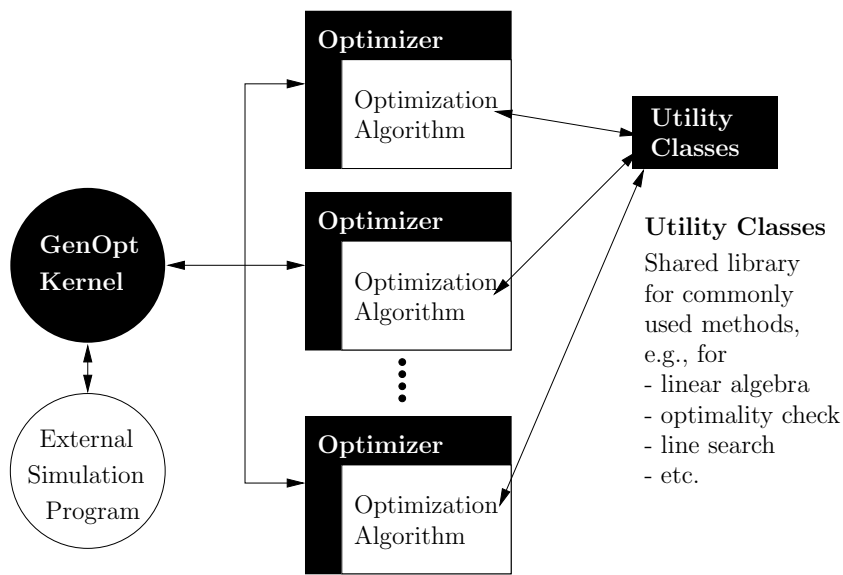 Optimizer
Optimization
Algorithm
Utility
Classes
GenOpt
Kernel
Optimizer
Optimization
Algorithm
Utility Classes
Shared library
for commonly
used methods,
e.g., for
- linear algebra
- optimality check
- line search
- etc.
External
Simulation
Program
Optimizer
Optimization
Algorithm